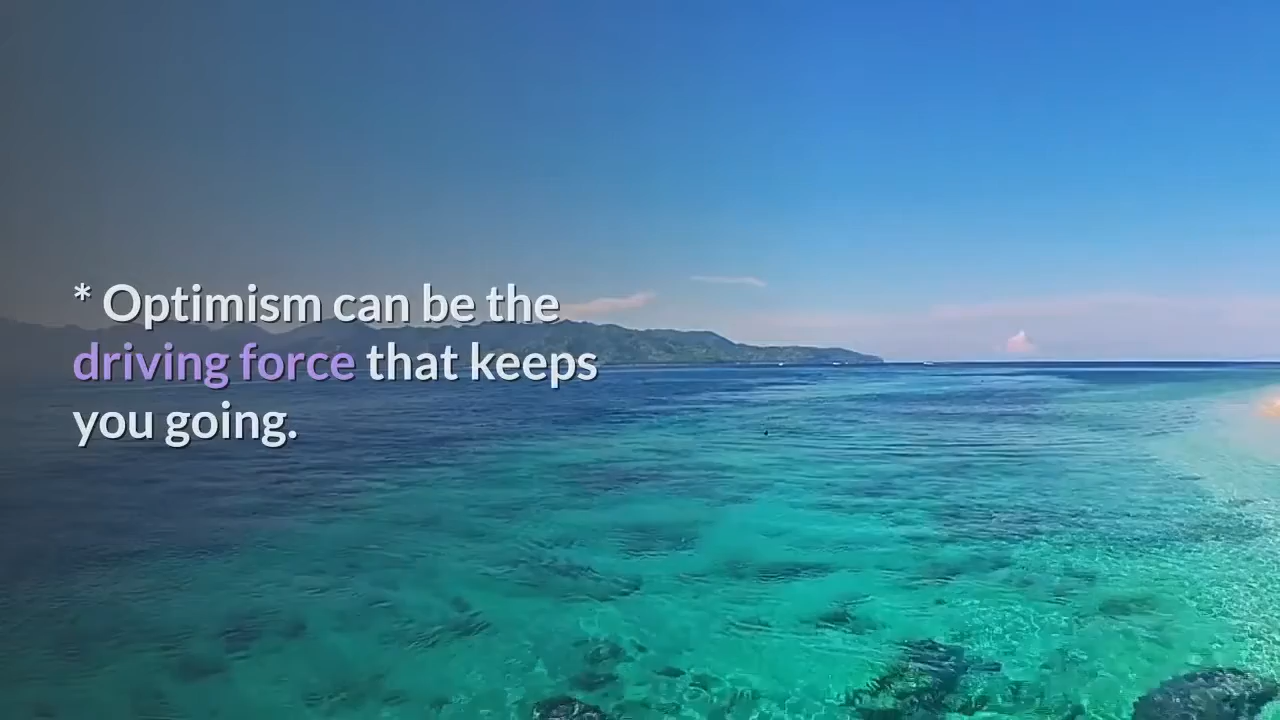 * Optimism can be the
driving force that keeps
you going.